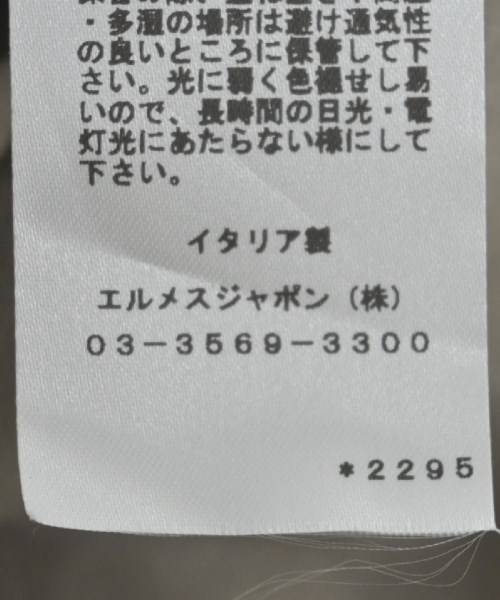 ・多湿の場所は避け通気性
の良いところに保管して下
さい。光に弱く色褪せし易
いので、長時間の日光・電
灯光にあたらない様にして
下さい。
イタリア製
エルメスジャポン（株）
03－3569－3300
*2295